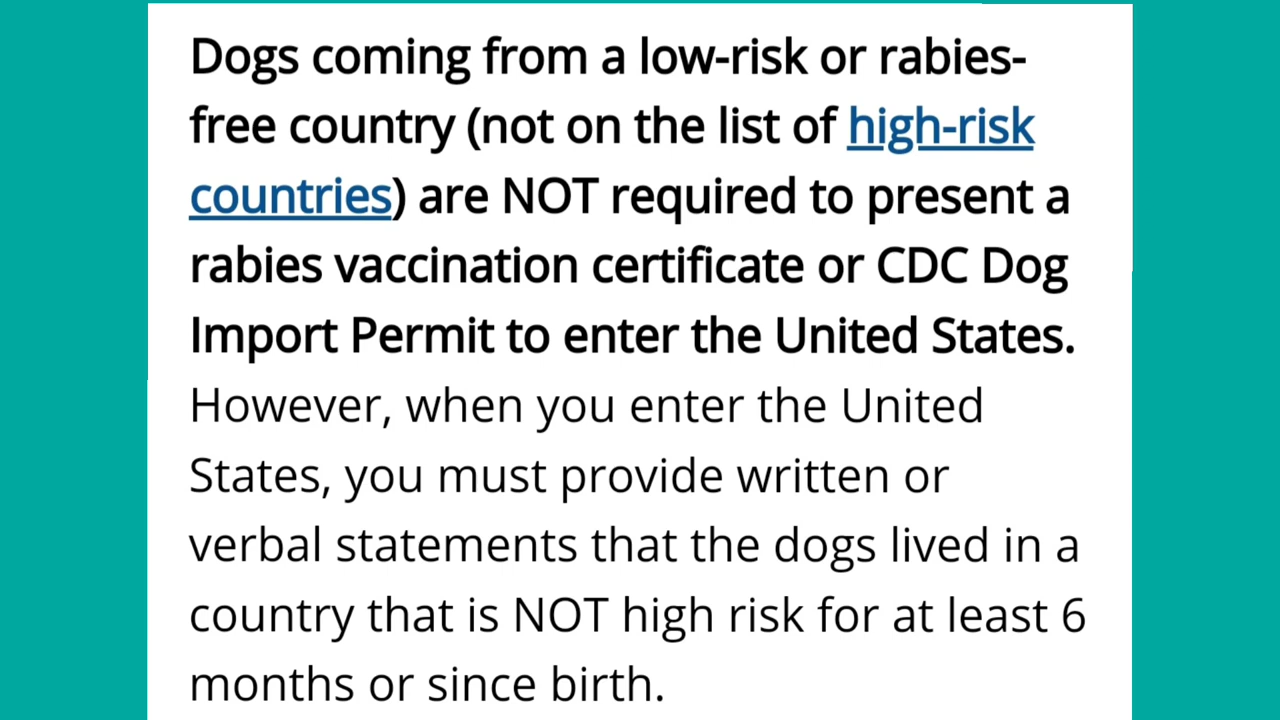 Dogs coming from a low-risk or rabies-
free country (not on the list of high-risk
countries) are NOT required to present a
rabies vaccination certificate or CDC Dog
Import Permit to enter the United States.
However, when you enter the United
States, you must provide written or
verbal statements that the dogs lived in a
country that is NOT high risk for at least 6
months or since birth.